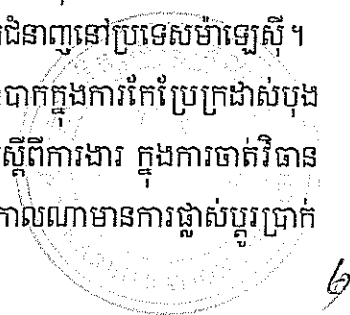 ជំនាញនៅប្រទេសម៉ាឡេស៊ី។
បាកក្នុងការកែប្រែក្រដាស់បុង
ស្តីពីការងារ ក្នុងការចាត់វិធាន
កាលណាមានការផ្លាស់ប្តូរប្រាក់